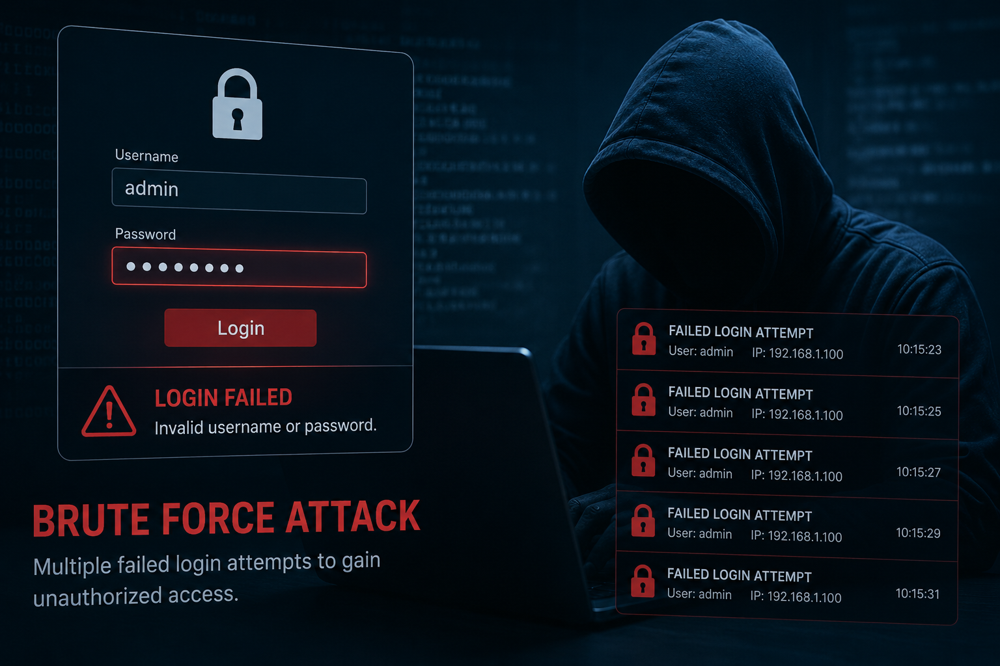 Username
admin
Password
Login
LOGIN FAILED
Invalid username or password.
BRUTE FORCE ATTACK
Multiple failed login attempts to gain
unauthorized access.
FAILED LOGIN ATTEMPT
User: admin IP: 192.168.1.100 10:15:23
FAILED LOGIN ATTEMPT
User: admin IP: 192.168.1.100 10:15:25
FAILED LOGIN ATTEMPT
User: admin IP: 192.168.1.100 10:15:27
FAILED LOGIN ATTEMPT
User: admin IP: 192.168.1.100 10:15:29
FAILED LOGIN ATTEMPT
User: admin IP: 192.168.1.100 10:15:31